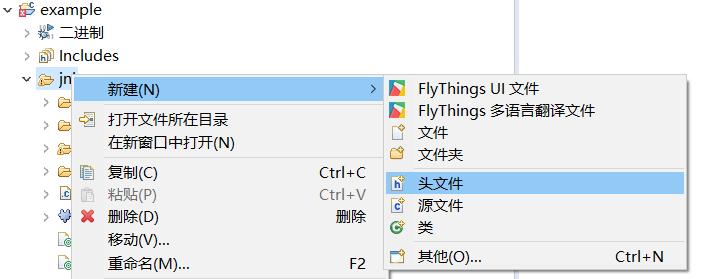 example
二进制
Includes
jni
新建(N)
打开文件所在目录
在新窗口中打开(N)
复制(C) Ctrl+C
粘贴(P) Ctrl+V
删除(D) 删除
移动(V)...
重命名(M)... F2
FlyThings UI 文件
FlyThings 多语言翻译文件
文件
文件夹
头文件
源文件
类
其他(O)... Ctrl+N